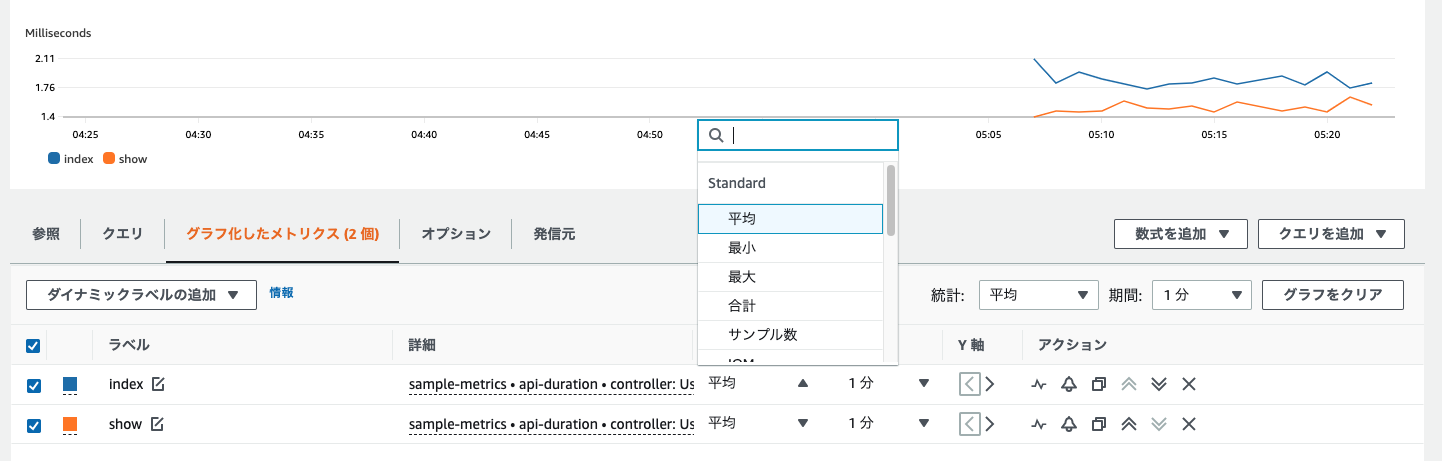 Milliseconds
2.11
1.76
1.4
04:25 04:30 04:35 04:40 04:45 04:50 05:05 05:10 05:15 05:20
index show
Standard
平均
最小
最大
合計
サンプル数
IQM
参照 クエリ グラフ化したメトリクス (2 個) オプション 発信元 数式を追加 クエリを追加
ダイナミックラベルの追加 情報 統計: 平均 期間: 1 分 グラフをクリア
ラベル 詳細 Y 軸 アクション
index sample-metrics • api-duration • controller: Us 平均 1 分
show sample-metrics • api-duration • controller: Us 平均 1 分